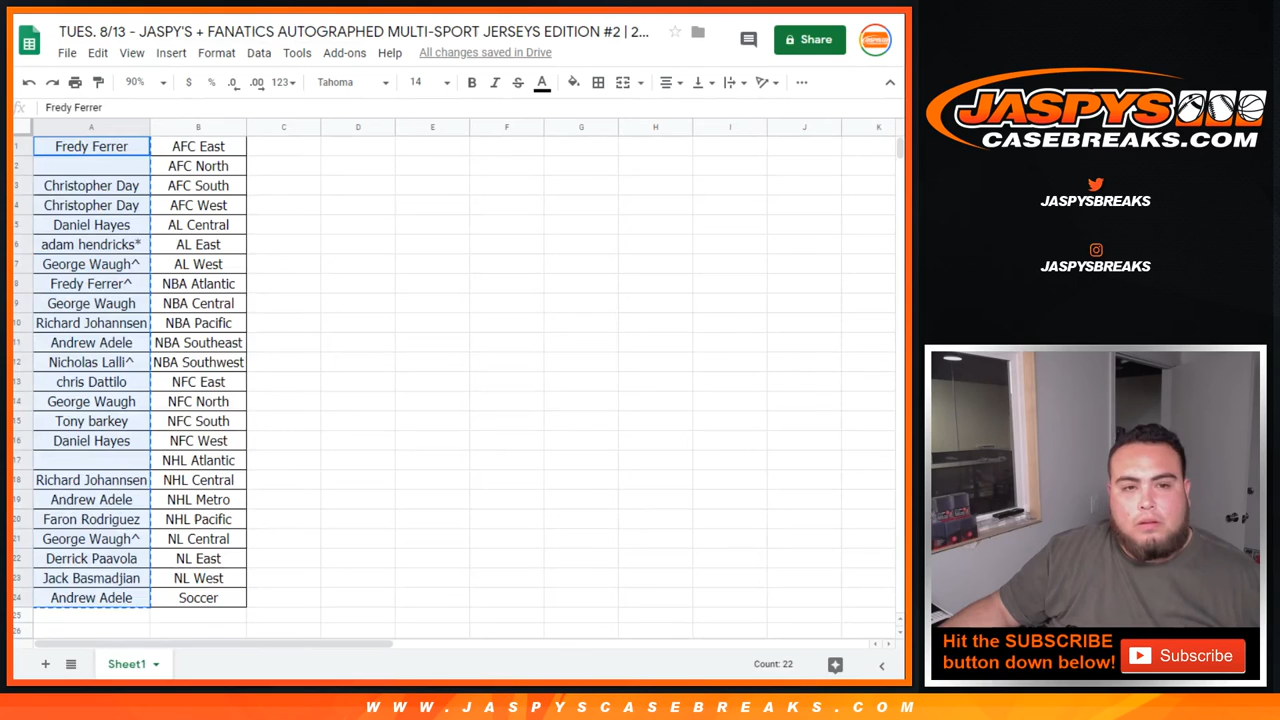 TUES. 8/13 - JASPY'S + FANATICS AUTOGRAPHED MULTI-SPORT JERSEYS EDITION #2 | 2...
File Edit View Insert Format Data Tools Add-ons Help All changes saved in Drive
Share
90% $ % .0 .00 123 Tahoma 14 B I S A
fx Fredy Ferrer
A B C D E F G H I J K
1 Fredy Ferrer AFC East
2 AFC North
3 Christopher Day AFC South
4 Christopher Day AFC West
5 Daniel Hayes AL Central
6 adam hendricks* AL East
7 George Waugh^ AL West
8 Fredy Ferrer^ NBA Atlantic
9 George Waugh NBA Central
10 Richard Johannsen NBA Pacific
11 Andrew Adele NBA Southeast
12 Nicholas Lalli^ NBA Southwest
13 chris Dattilo NFC East
14 George Waugh NFC North
15 Tony barkey NFC South
16 Daniel Hayes NFC West
17 NHL Atlantic
18 Richard Johannsen NHL Central
19 Andrew Adele NHL Metro
20 Faron Rodriguez NHL Pacific
21 George Waugh^ NL Central
22 Derrick Paavola NL East
23 Jack Basmadjian NL West
24 Andrew Adele Soccer
25
26
Sheet1 Count: 22
JASPYS
CASEBREAKS.COM
JASPYSBREAKS
JASPYSBREAKS
Hit the SUBSCRIBE
button down below!
Subscribe
WWW.JASPYSCASEBREAKS.COM